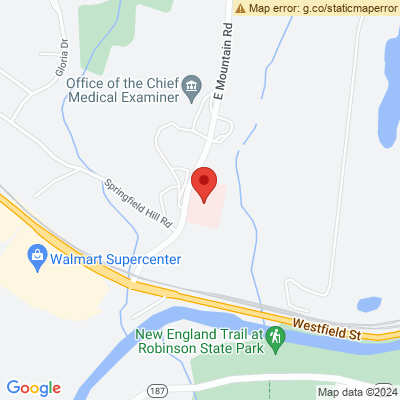 Map error: g.co/staticmaperror
Gloria Dr
E Mountain Rd
Office of the Chief
Medical Examiner
Springfield Hill Rd
Walmart Supercenter
Westfield St
New England Trail at
Robinson State Park
187
Google
Map data ©2024